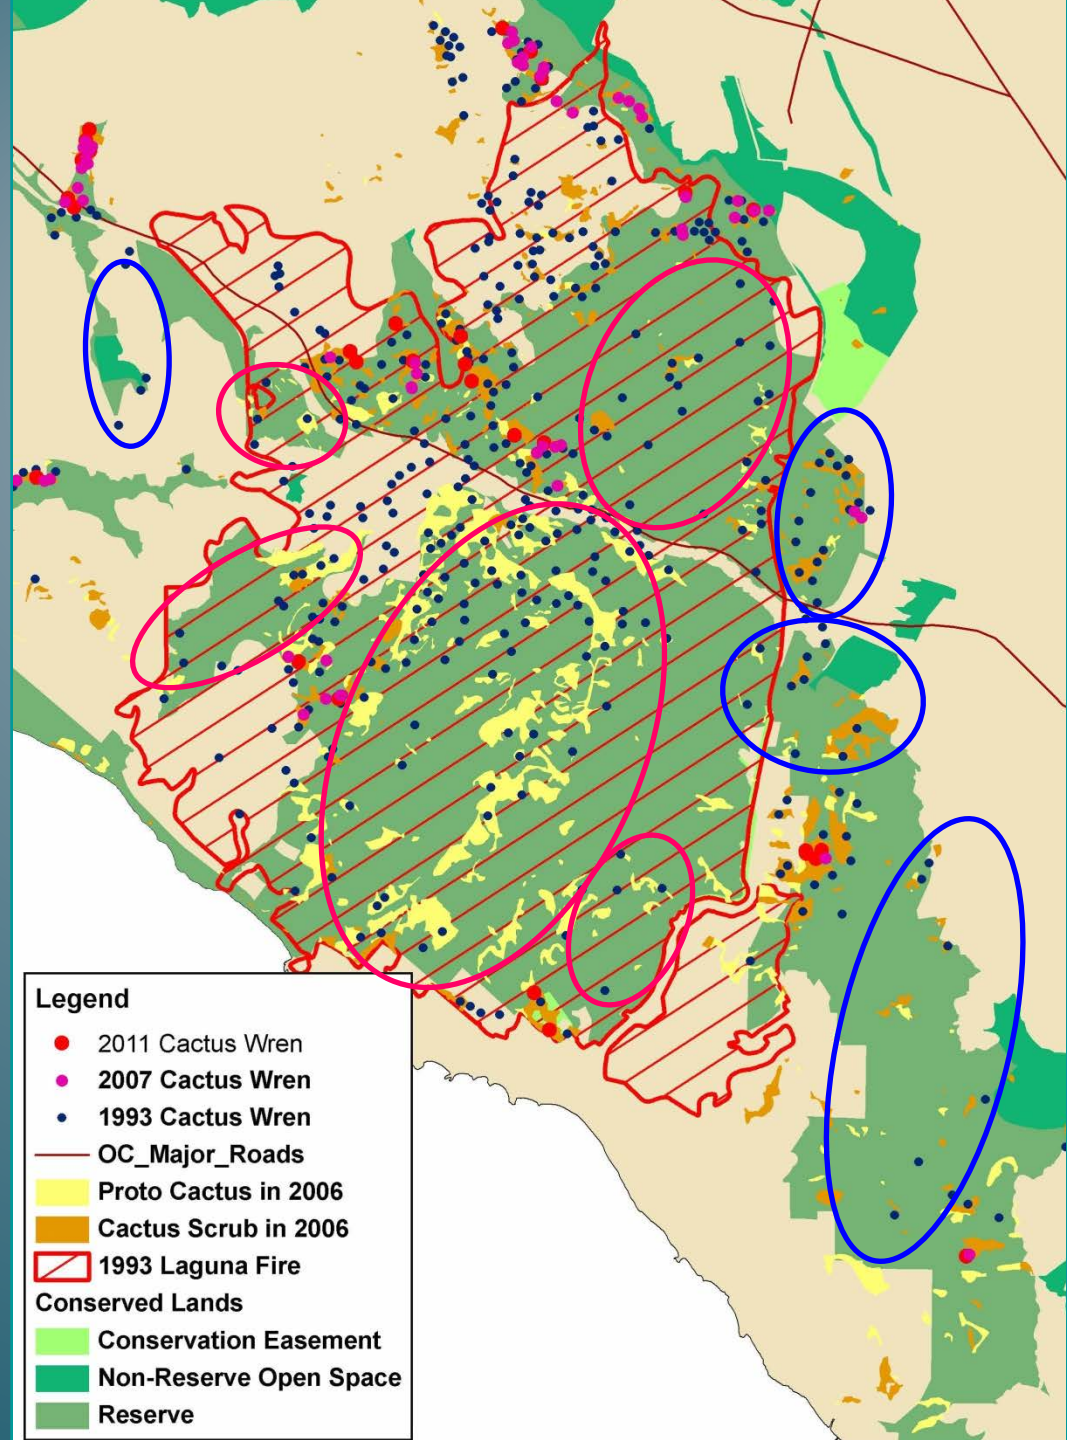 Legend
2011 Cactus Wren
2007 Cactus Wren
1993 Cactus Wren
OC_Major_Roads
Proto Cactus in 2006
Cactus Scrub in 2006
1993 Laguna Fire
Conserved Lands
Conservation Easement
Non-Reserve Open Space
Reserve